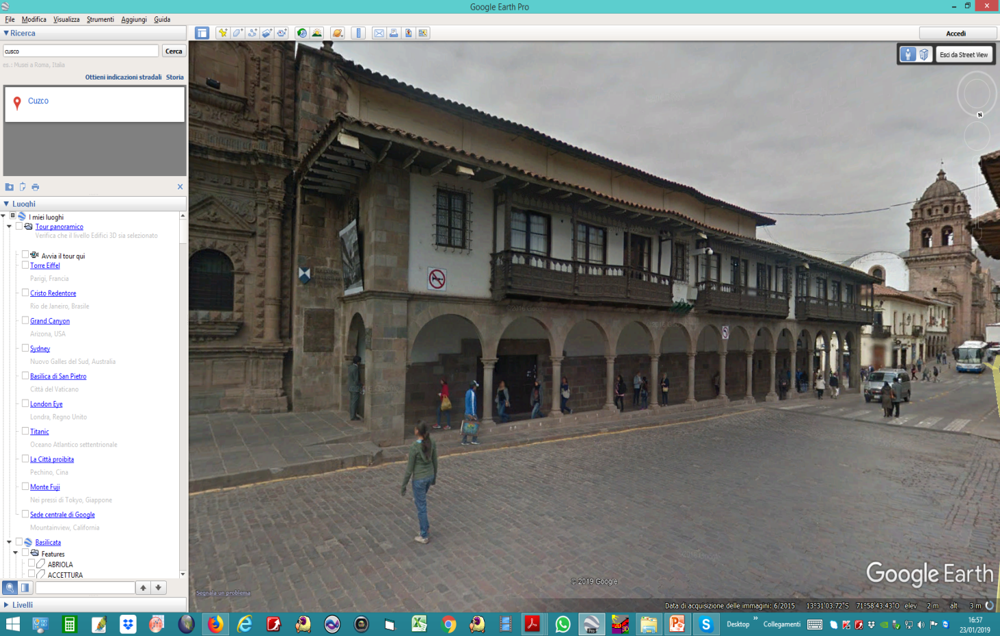 Google Earth Pro
File Modifica Visualizza Strumenti Aggiungi Guida
Ricerca
Accedi
cusco
Cerca
es.: Musei a Roma, Italia
Esci da Street View
Ottieni indicazioni stradali Storia
Cuzco
N
Luoghi
I miei luoghi
Tour panoramico
Verifica che il livello Edifici 3D sia selezionato
Avvia il tour qui
Torre Eiffel
Parigi, Francia
Cristo Redentore
Rio de Janeiro, Brasile
Grand Canyon
Arizona, USA
Sydney
Nuovo Galles del Sud, Australia
Basilica di San Pietro
Città del Vaticano
London Eye
Londra, Regno Unito
Titanic
Oceano Atlantico settentrionale
La Città proibita
Pechino, Cina
Monte Fuji
Nei pressi di Tokyo, Giappone
Sede centrale di Google
Mountainview, California
Basilicata
Features
ABRIOLA
ACCETTURA
Google Earth
© 2019 Google
Segnala un problema
Livelli
Data di acquisizione delle immagini: 6/2015 13°31'03.72"S 71°58'43.43"O elev 2 m alt 3 m
Desktop » Collegamenti
16:57
23/01/2019